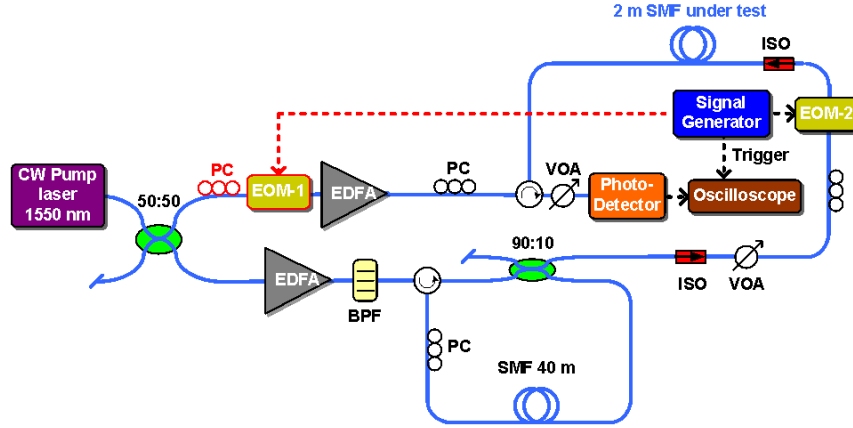 2 m SMF under test
ISO
Signal
Generator
EOM-2
Trigger
CW Pump
laser
1550 nm
50:50
PC
EOM-1
EDFA
PC
VOA
Photo-
Detector
Oscilloscope
90:10
EDFA
BPF
ISO
VOA
PC
SMF 40 m